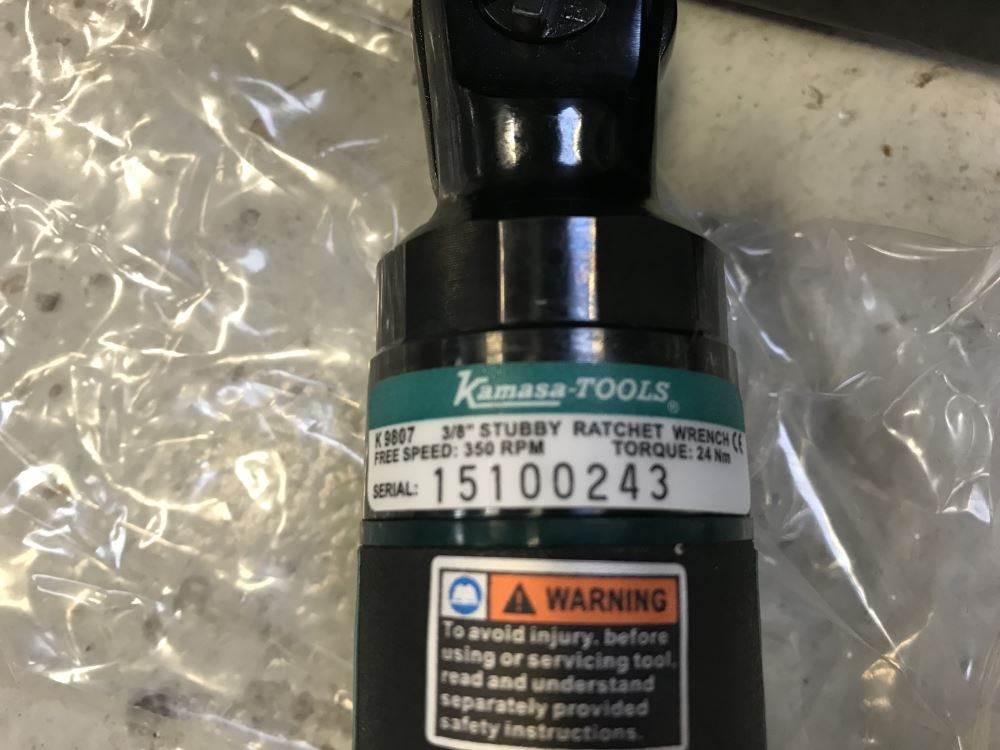 Kamasa-TOOLS®
K 9807 3/8" STUBBY RATCHET WRENCH CE
FREE SPEED: 350 RPM TORQUE: 24 Nm
SERIAL: 15100243
WARNING
To avoid injury, before
using or servicing tool,
read and understand
separately provided
safety instructions.